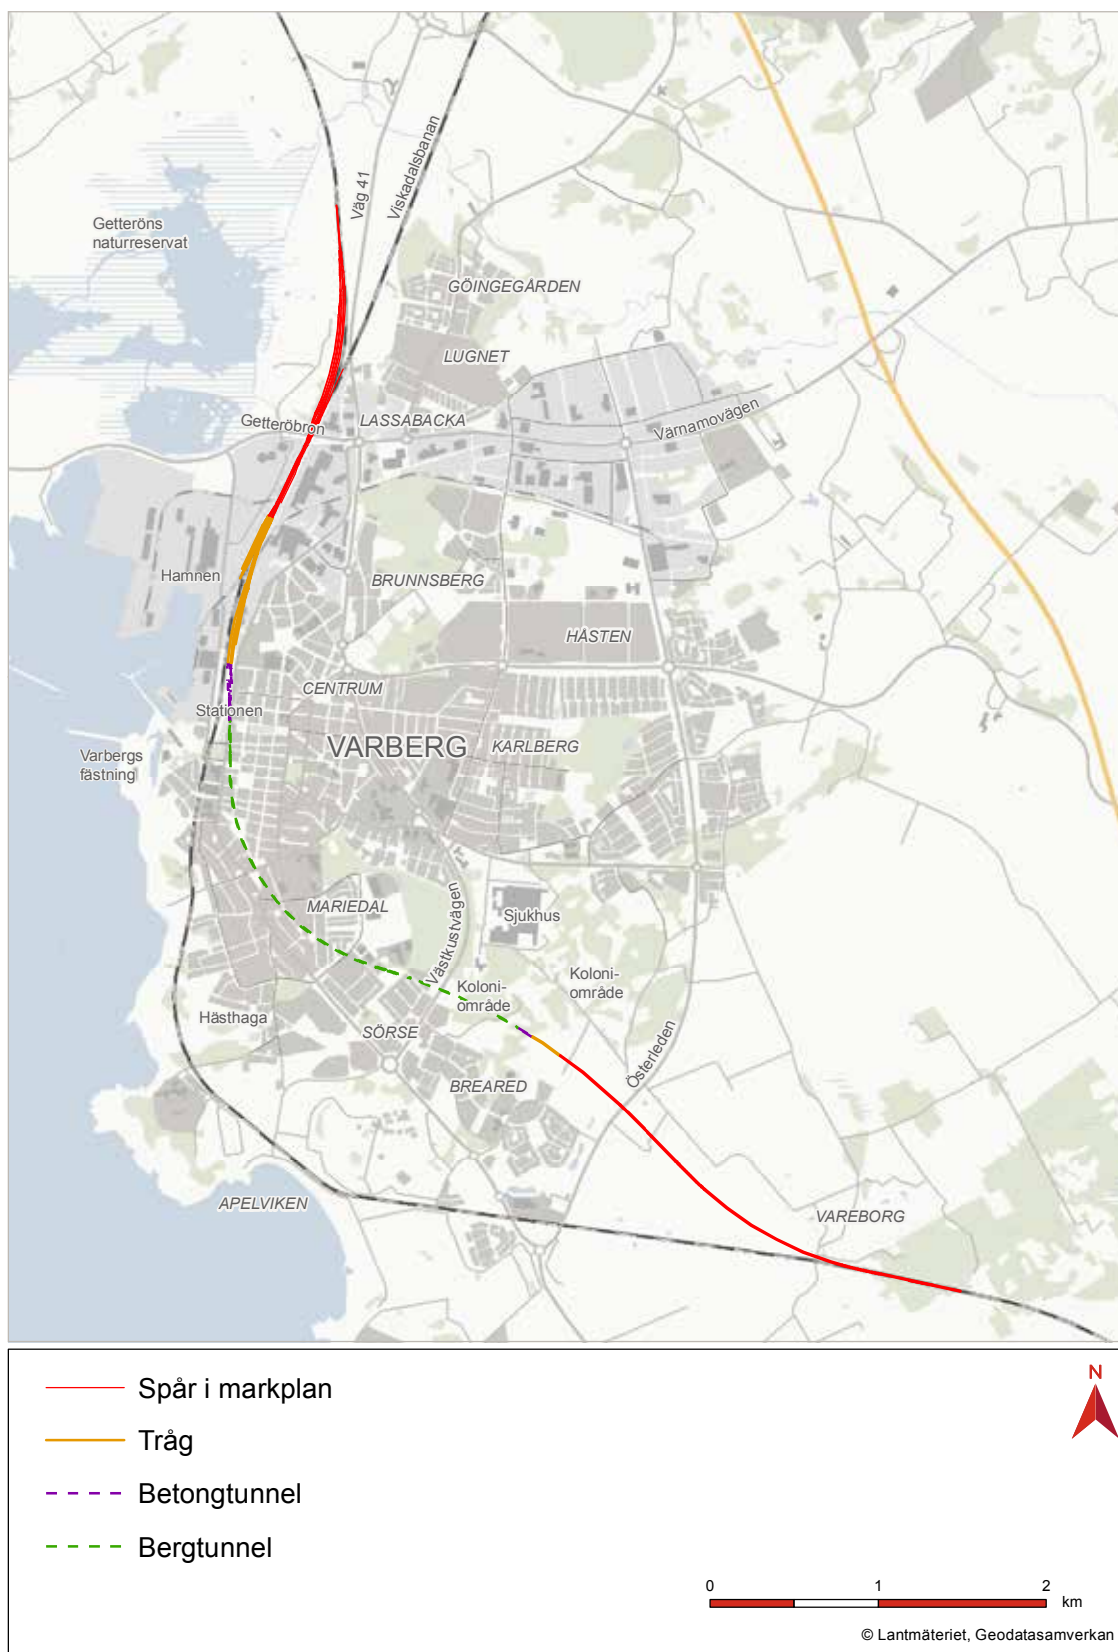 Väg 41
Viskadalsbanan
Getteröns
naturreservat
GÖINGEGÅRDEN
LUGNET
Getteröbron
LASSABACKA
Värnamovägen
Hamnen
BRUNNSBERG
HÅSTEN
CENTRUM
Stationen
VARBERG
KARLBERG
Varbergs
fästning
MARIEDAL
Västkustvägen
Sjukhus
Koloni-
område
Koloni-
område
Hästhaga
SÖRSE
Österleden
BREARED
APELVIKEN
VAREBORG
Spår i markplan
Tråg
Betongtunnel
Bergtunnel
N
0 1 2
km
© Lantmäteriet, Geodatasamverkan